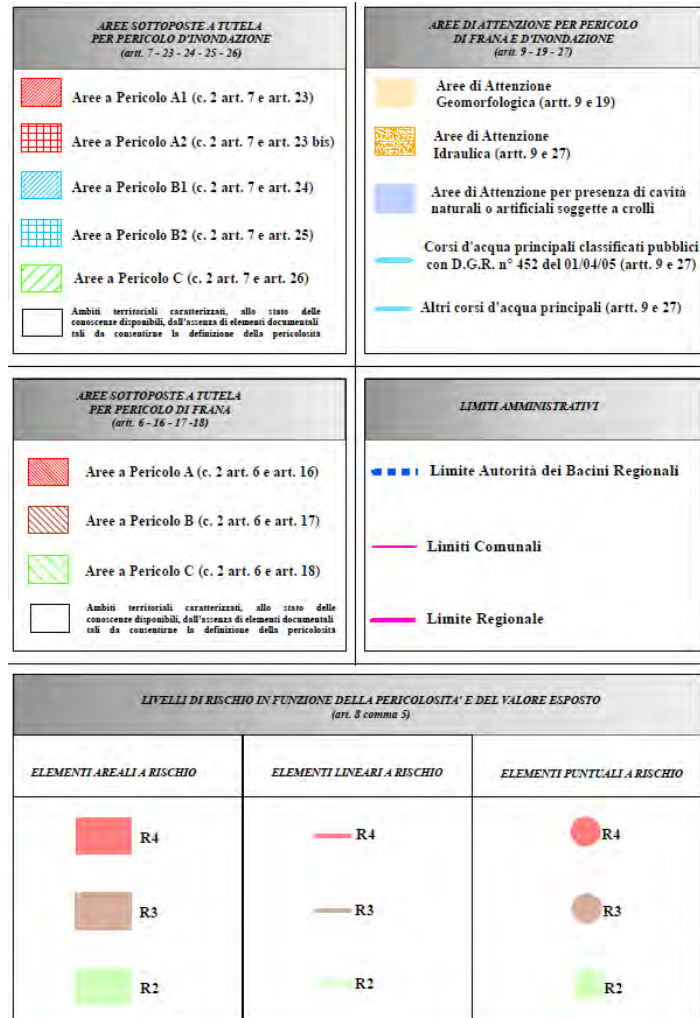 AREE SOTTOPOSTE A TUTELA
PER PERICOLO D'INONDAZIONE
(artt. 7 - 23 - 24 - 25 - 26)
Aree a Pericolo A1 (c. 2 art. 7 e art. 23)
Aree a Pericolo A2 (c. 2 art. 7 e art. 23 bis)
Aree a Pericolo B1 (c. 2 art. 7 e art. 24)
Aree a Pericolo B2 (c. 2 art. 7 e art. 25)
Aree a Pericolo C (c. 2 art. 7 e art. 26)
Ambiti territoriali caratterizzati, allo stato delle
conoscenze disponibili, dall'assenza di elementi documentali
tali da consentirne la definizione della pericolosità
AREE DI ATTENZIONE PER PERICOLO
DI FRANA E D'INONDAZIONE
(artt. 9 - 19 - 27)
Aree di Attenzione
Geomorfologica (artt. 9 e 19)
Aree di Attenzione
Idraulica (artt. 9 e 27)
Aree di Attenzione per presenza di cavità
naturali o artificiali soggette a crolli
Corsi d'acqua principali classificati pubblici
con D.G.R. n° 452 del 01/04/05 (artt. 9 e 27)
Altri corsi d'acqua principali (artt. 9 e 27)
AREE SOTTOPOSTE A TUTELA
PER PERICOLO DI FRANA
(artt. 6 - 16 - 17 -18)
Aree a Pericolo A (c. 2 art. 6 e art. 16)
Aree a Pericolo B (c. 2 art. 6 e art. 17)
Aree a Pericolo C (c. 2 art. 6 e art. 18)
Ambiti territoriali caratterizzati, allo stato delle
conoscenze disponibili, dall'assenza di elementi documentali
tali da consentirne la definizione della pericolosità
LIMITI AMMINISTRATIVI
Limite Autorità dei Bacini Regionali
Limiti Comunali
Limite Regionale
LIVELLI DI RISCHIO IN FUNZIONE DELLA PERICOLOSITA' E DEL VALORE ESPOSTO
(art. 8 comma 5)
ELEMENTI AREALI A RISCHIO
R4
R3
R2
ELEMENTI LINEARI A RISCHIO
R4
R3
R2
ELEMENTI PUNTUALI A RISCHIO
R4
R3
R2